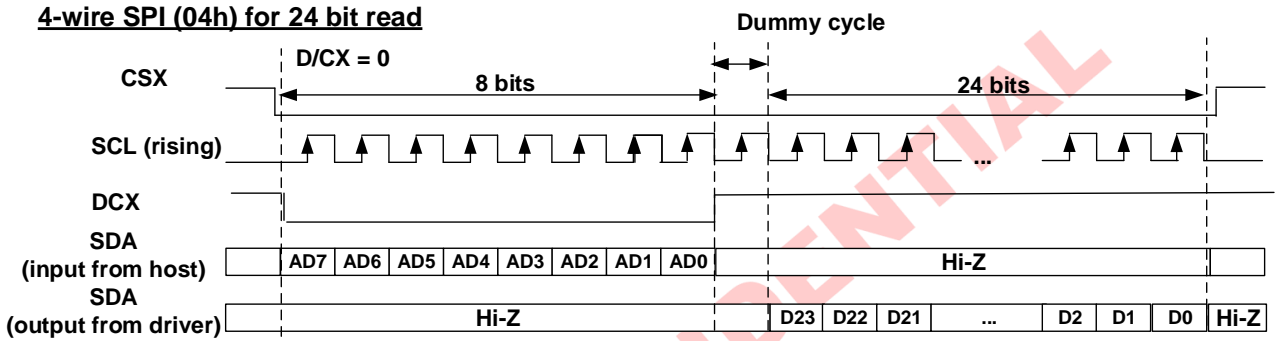 4-wire SPI (04h) for 24 bit read
Dummy cycle
D/CX = 0
CSX
8 bits
24 bits
SCL (rising)
...
DCX
SDA
(input from host)
AD7 AD6 AD5 AD4 AD3 AD2 AD1 AD0 Hi-Z
SDA
(output from driver)
Hi-Z D23 D22 D21 ... D2 D1 D0 Hi-Z